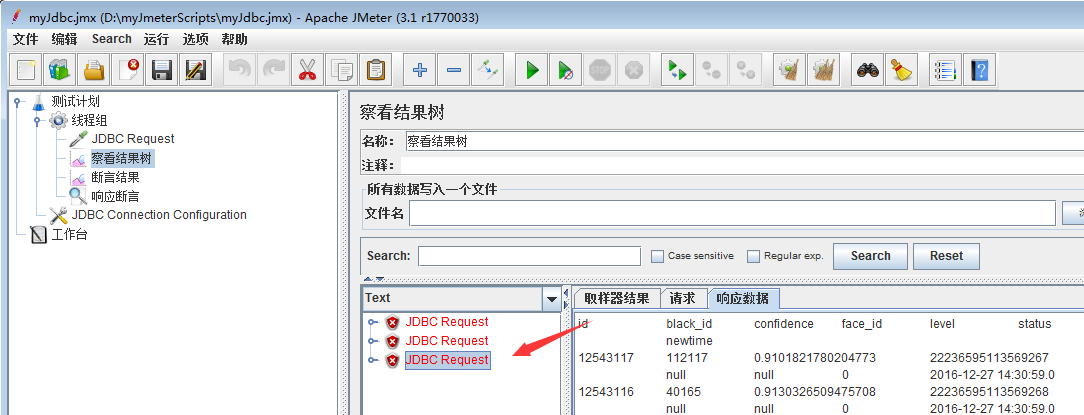 myJdbc.jmx (D:\myJmeterScripts\myJdbc.jmx) - Apache JMeter (3.1 r1770033)
文件 编辑 Search 运行 选项 帮助
测试计划
线程组
JDBC Request
察看结果树
断言结果
响应断言
JDBC Connection Configuration
工作台
察看结果树
名称: 察看结果树
注释:
所有数据写入一个文件
文件名
Search: Case sensitive Regular exp. Search Reset
Text
JDBC Request
JDBC Request
JDBC Request
取样器结果 请求 响应数据
id black_id confidence face_id level status
newtime
12543117 112117 0.9101821780204773 22236595113569267
null null 0 2016-12-27 14:30:59.0
12543116 40165 0.9130326509475708 22236595113569268
null null 0 2016-12-27 14:30:59.0